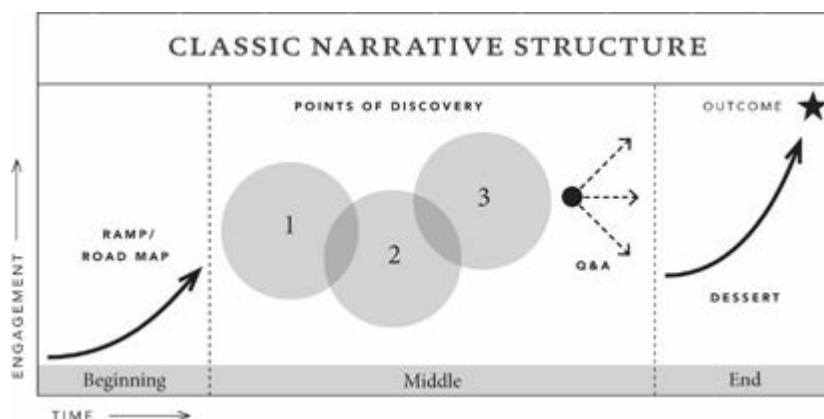 CLASSIC NARRATIVE STRUCTURE
POINTS OF DISCOVERY
OUTCOME
1
2
3
RAMP/
ROAD MAP
Q&A
DESSERT
ENGAGEMENT
Beginning
Middle
End
TIME